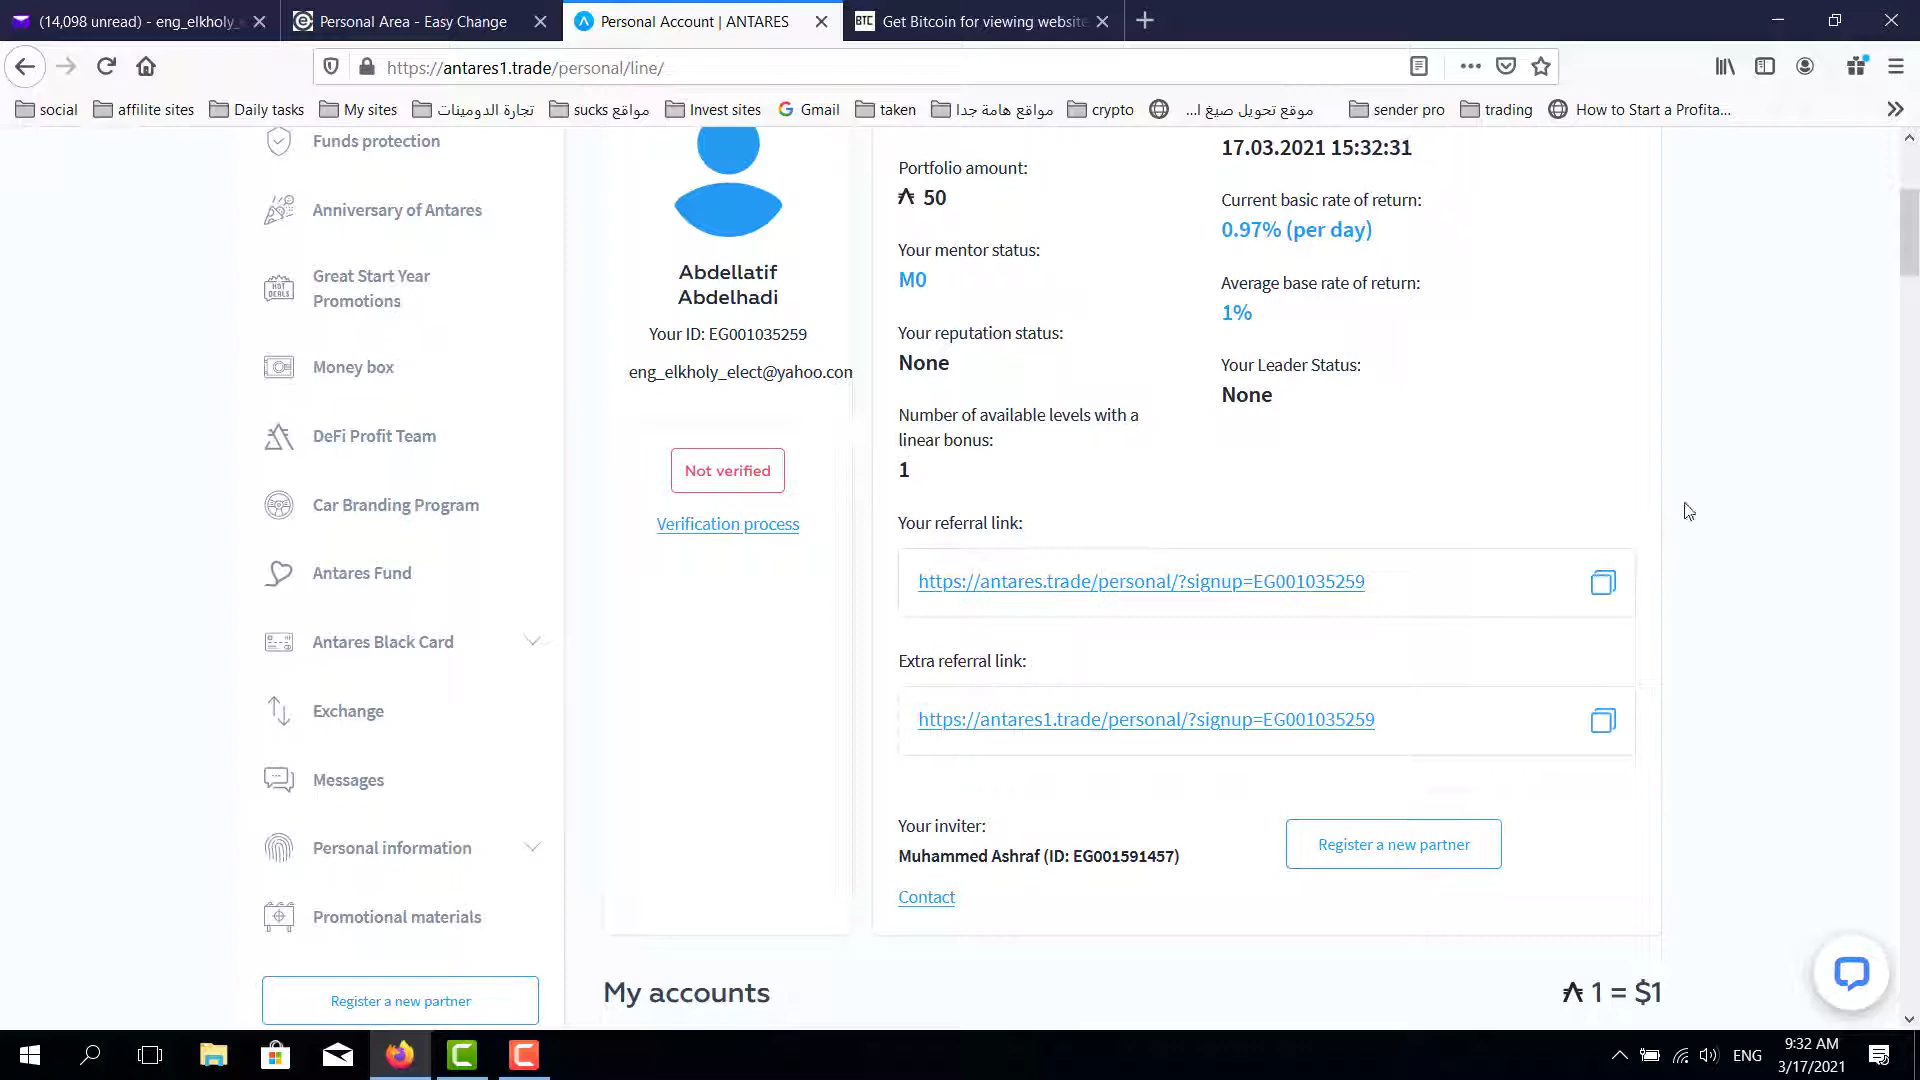 (14,098 unread) - eng_elkholy_
Personal Area - Easy Change
Personal Account | ANTARES
BTC Get Bitcoin for viewing website
https://antares1.trade/personal/line/
social
affilite sites
Daily tasks
My sites
تجارة الدومينات
مواقع sucks
Invest sites
Gmail
taken
مواقع هامة جدا
crypto
موقع تحويل صيغ ا...
sender pro
trading
How to Start a Profita...
Funds protection
Anniversary of Antares
Great Start Year
Promotions
HOT
DEALS
Money box
DeFi Profit Team
Car Branding Program
Antares Fund
Antares Black Card
Exchange
Messages
Personal information
Promotional materials
Register a new partner
Abdellatif
Abdelhadi
Your ID: EG001035259
eng_elkholy_elect@yahoo.con
Not verified
Verification process
Portfolio amount:
50
Your mentor status:
M0
Your reputation status:
None
Number of available levels with a
linear bonus:
1
17.03.2021 15:32:31
Current basic rate of return:
0.97% (per day)
Average base rate of return:
1%
Your Leader Status:
None
Your referral link:
https://antares.trade/personal/?signup=EG001035259
Extra referral link:
https://antares1.trade/personal/?signup=EG001035259
Your inviter:
Muhammed Ashraf (ID: EG001591457)
Contact
Register a new partner
My accounts
1 = $1
ENG
9:32 AM
3/17/2021